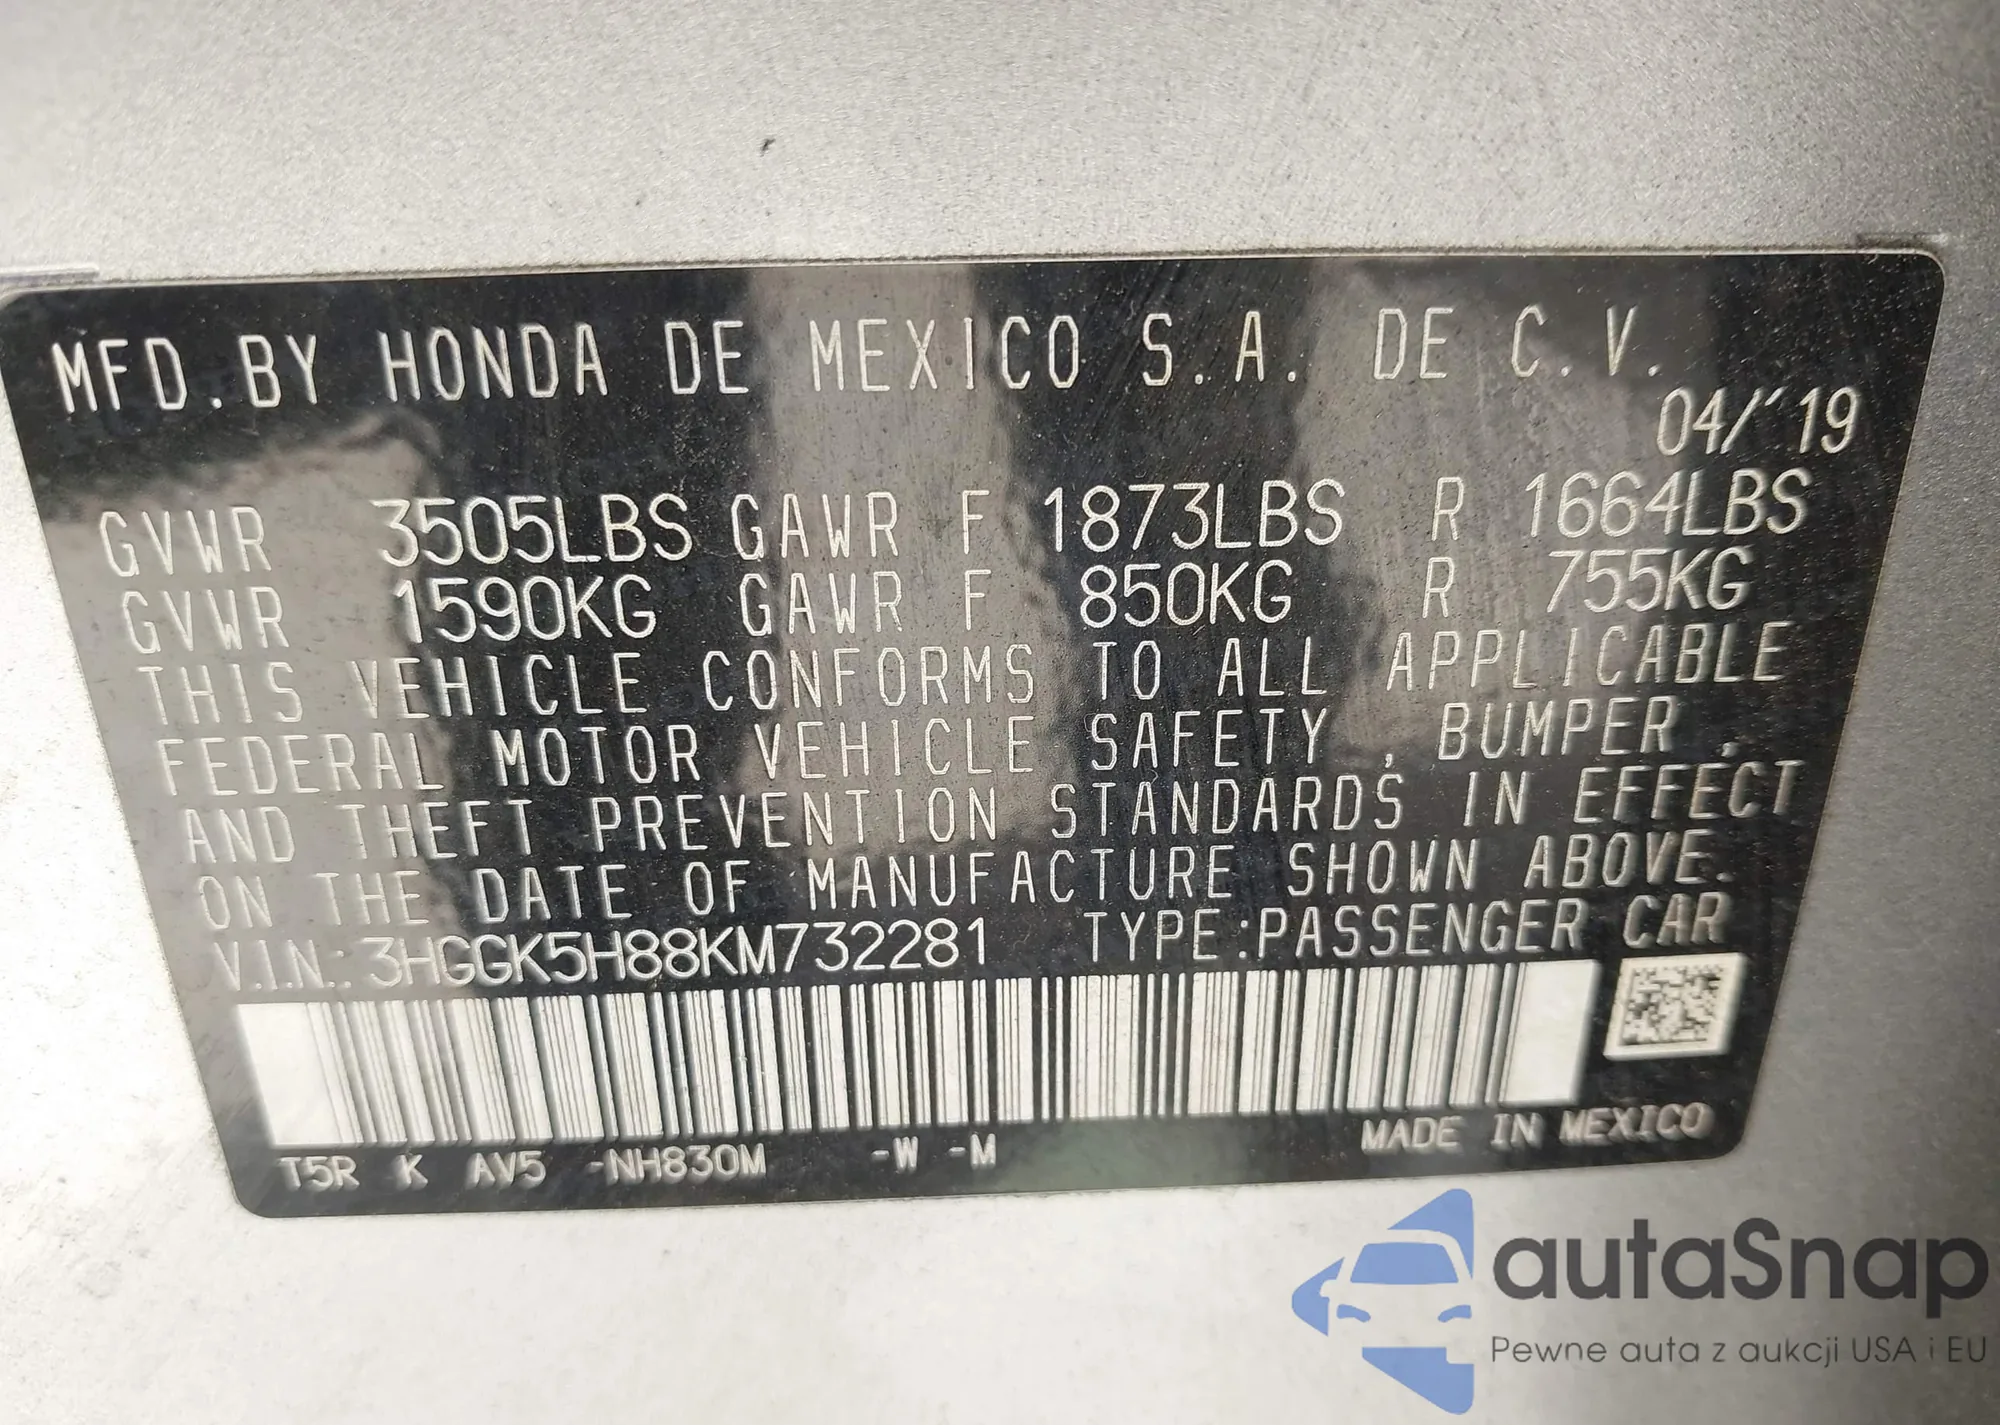 MFD.BY HONDA DE MEXICO S.A. DE C.V.
04/'19
GVWR 3505LBS GAWR F 1873LBS R 1664LBS
GVWR 1590KG GAWR F 850KG R 755KG
THIS VEHICLE CONFORMS TO ALL APPLICABLE
FEDERAL MOTOR VEHICLE SAFETY, BUMPER,
AND THEFT PREVENTION STANDARDS IN EFFECT
ON THE DATE OF MANUFACTURE SHOWN ABOVE.
V.I.N.: 3HGGK5H88KM732281 TYPE:PASSENGER CAR
T5R K AV5 -NH830M -W -M MADE IN MEXICO
autaSnap
Pewne auta z aukcji USA i EU